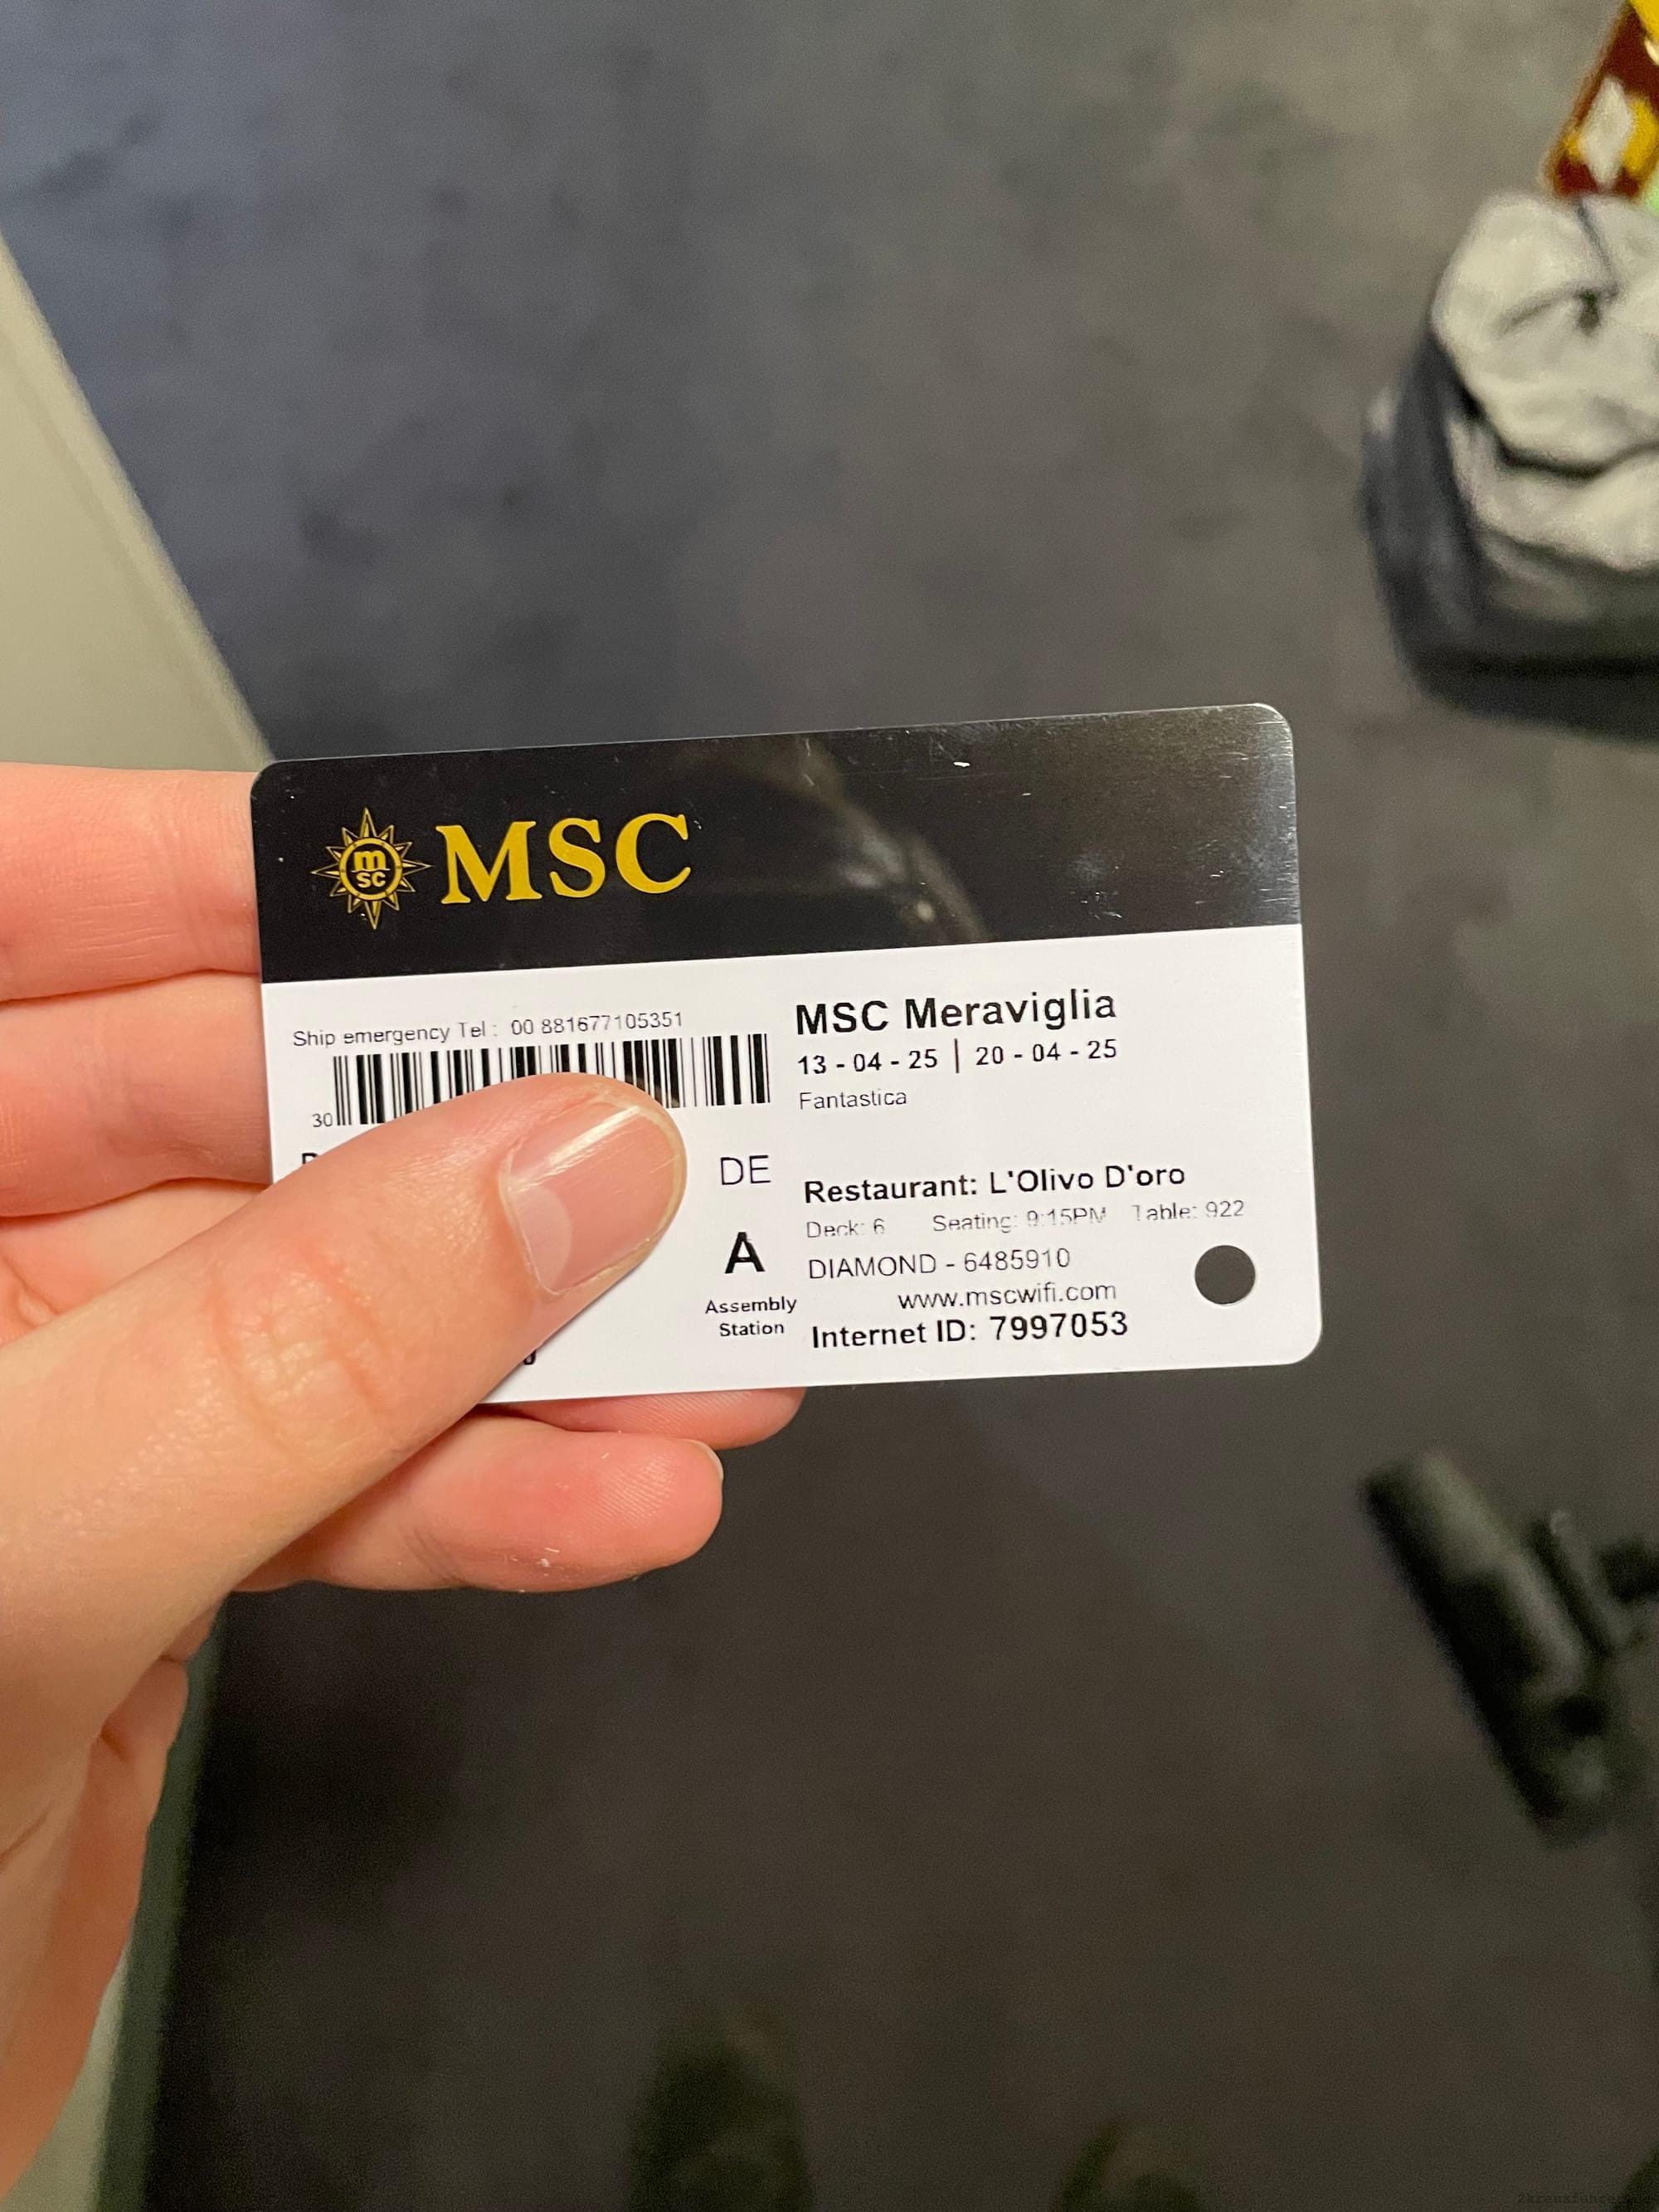 m
SC
MSC
Ship emergency Tel : 00 881677105351
30
DE
A
Assembly
Station
MSC Meraviglia
13 - 04 - 25 | 20 - 04 - 25
Fantastica
Restaurant: L'Olivo D'oro
Deck: 6 Seating: 9:15PM Table: 922
DIAMOND - 6485910
www.mscwifi.com
Internet ID: 7997053